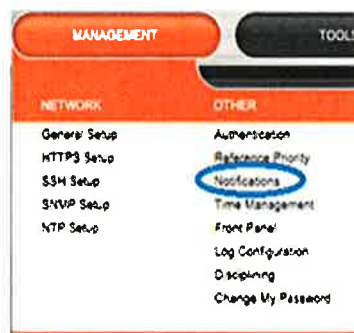 MANAGEMENT
TOOLS
NETWORK
OTHER
General Setup
Authentication
HTTPS Setup
Reference Priority
SSH Setup
Notifications
SNMP Setup
Time Management
NTP Setup
Front Panel
Log Configuration
Disciplining
Change My Password